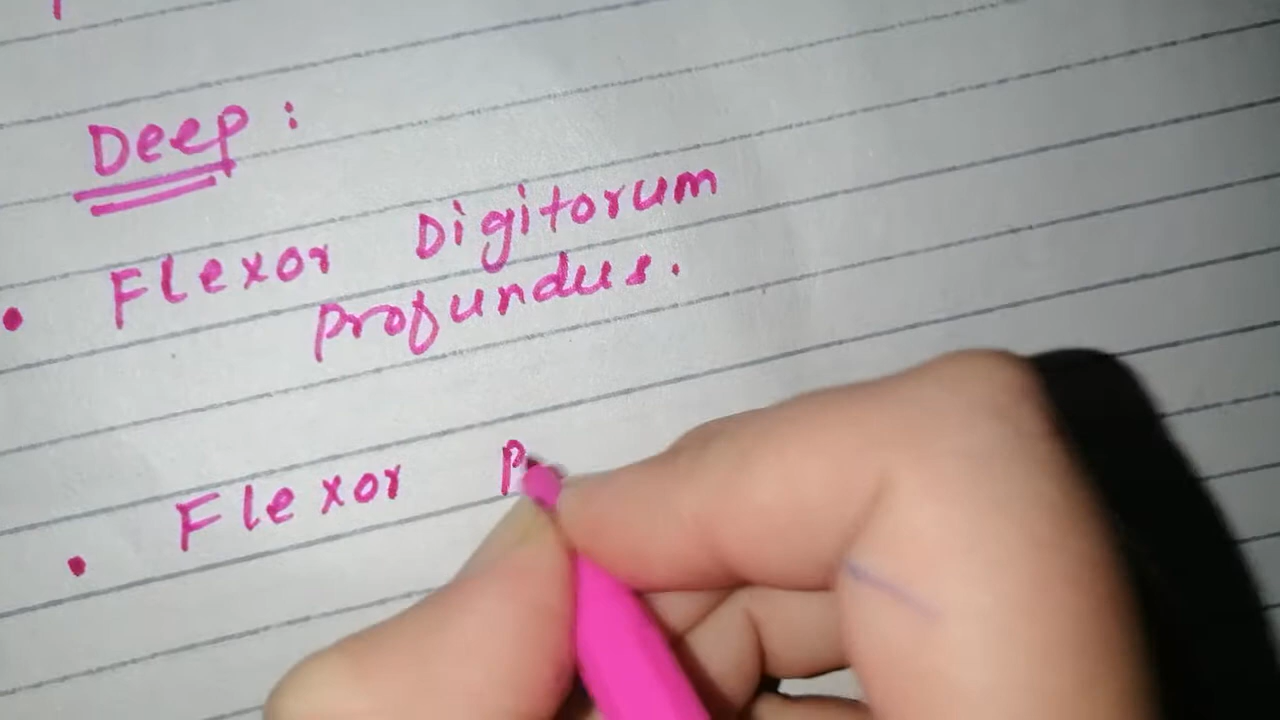 Deep :
• Flexor Digitorum
Profundus.
• Flexor P